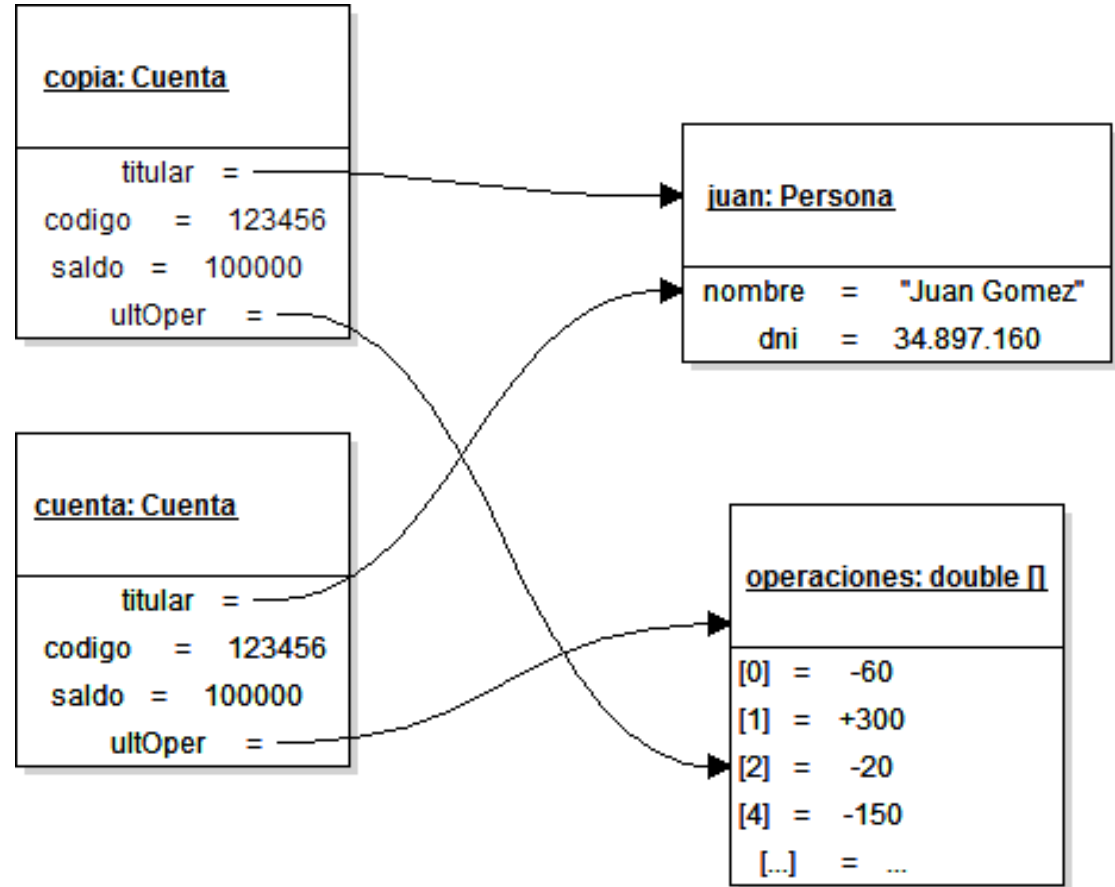 copia: Cuenta
titular =
codigo = 123456
saldo = 100000
ultOper =
juan: Persona
nombre = "Juan Gomez"
dni = 34.897.160
cuenta: Cuenta
titular =
codigo = 123456
saldo = 100000
ultOper =
operaciones: double []
[0] = -60
[1] = +300
[2] = -20
[4] = -150
[...] = ...